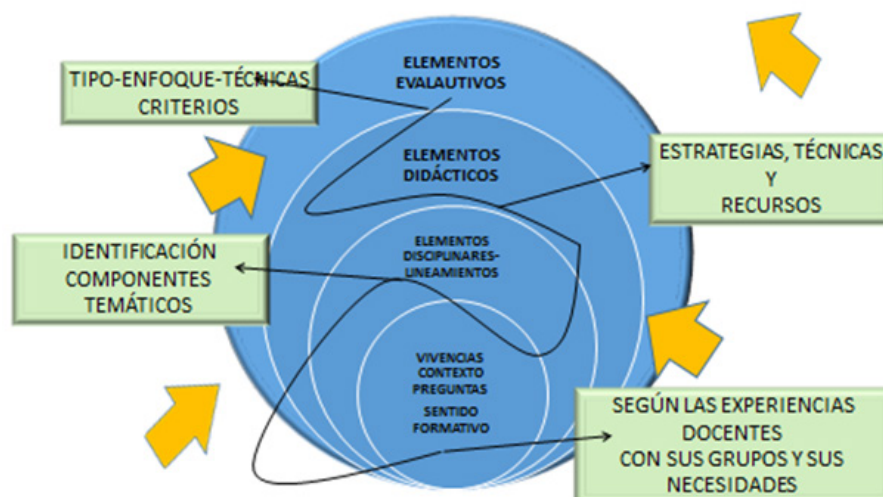 ELEMENTOS
EVALAUTIVOS
TIPO-ENFOQUE-TÉCNICAS
CRITERIOS
ELEMENTOS
DIDÁCTICOS
ESTRATEGIAS, TÉCNICAS
Y
RECURSOS
ELEMENTOS
DISCIPLINARES-
LINEAMIENTOS
IDENTIFICACIÓN
COMPONENTES
TEMÁTICOS
VIVENCIAS
CONTEXTO
PREGUNTAS
SENTIDO
FORMATIVO
SEGÚN LAS EXPERIENCIAS
DOCENTES
CON SUS GRUPOS Y SUS
NECESIDADES